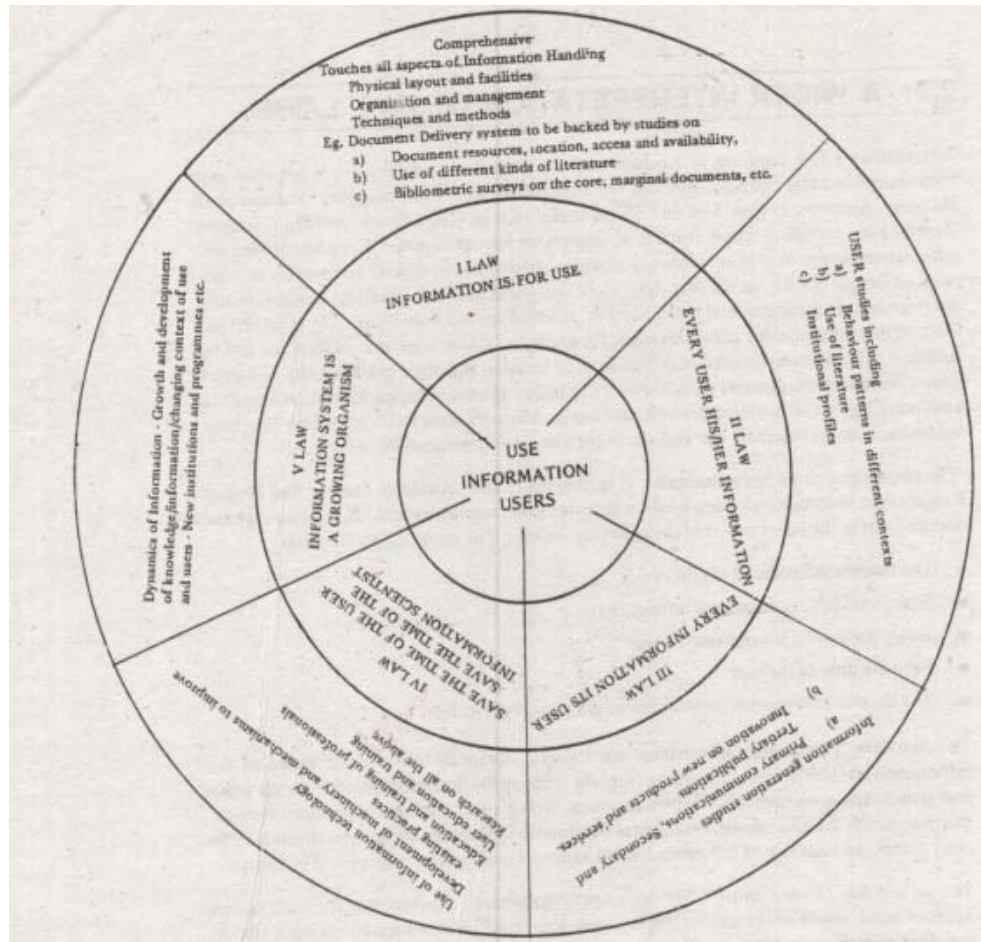 Comprehensive
Touches all aspects of Information Handling
Physical layout and facilities
Organisation and management
Techniques and methods
Eg. Document Delivery system to be backed by studies on
a) Document resources, location, access and availability,
b) Use of different kinds of literature
c) Bibliometric surveys on the core, marginal documents, etc.
I LAW
INFORMATION IS FOR USE
USER studies including
a) Behaviour patterns in different contexts
b) Use of literature
c) Institutional profiles
II LAW
EVERY USER HIS/HER INFORMATION
USE
INFORMATION
USERS
III LAW
EVERY INFORMATION ITS USER
a) Information generation studies
Primary communications, Secondary and
Tertiary publications
b) Innovation on new products and services.
IV LAW
SAVE THE TIME OF THE USER
SAVE THE TIME OF THE
INFORMATION SCIENTIST
Use of information technology
Development of machinery and mechanisms to improve
existing practices
Education and training of professionals
User education and training
Research on all the above
V LAW
INFORMATION SYSTEM IS
A GROWING ORGANISM
Dynamics of Information - Growth and development
of knowledge/information/changing context of use
and users - New institutions and programmes etc.